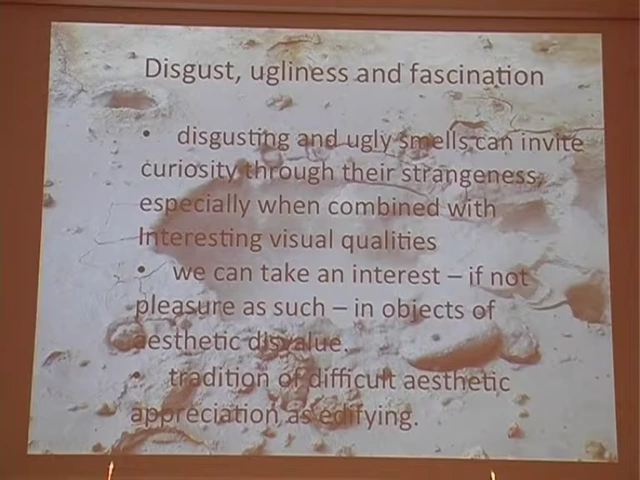 Disgust, ugliness and fascination
• disgusting and ugly smells can invite
curiosity through their strangeness,
especially when combined with
Interesting visual qualities
• we can take an interest – if not
pleasure as such – in objects of
aesthetic disvalue.
• tradition of difficult aesthetic
appreciation as edifying.